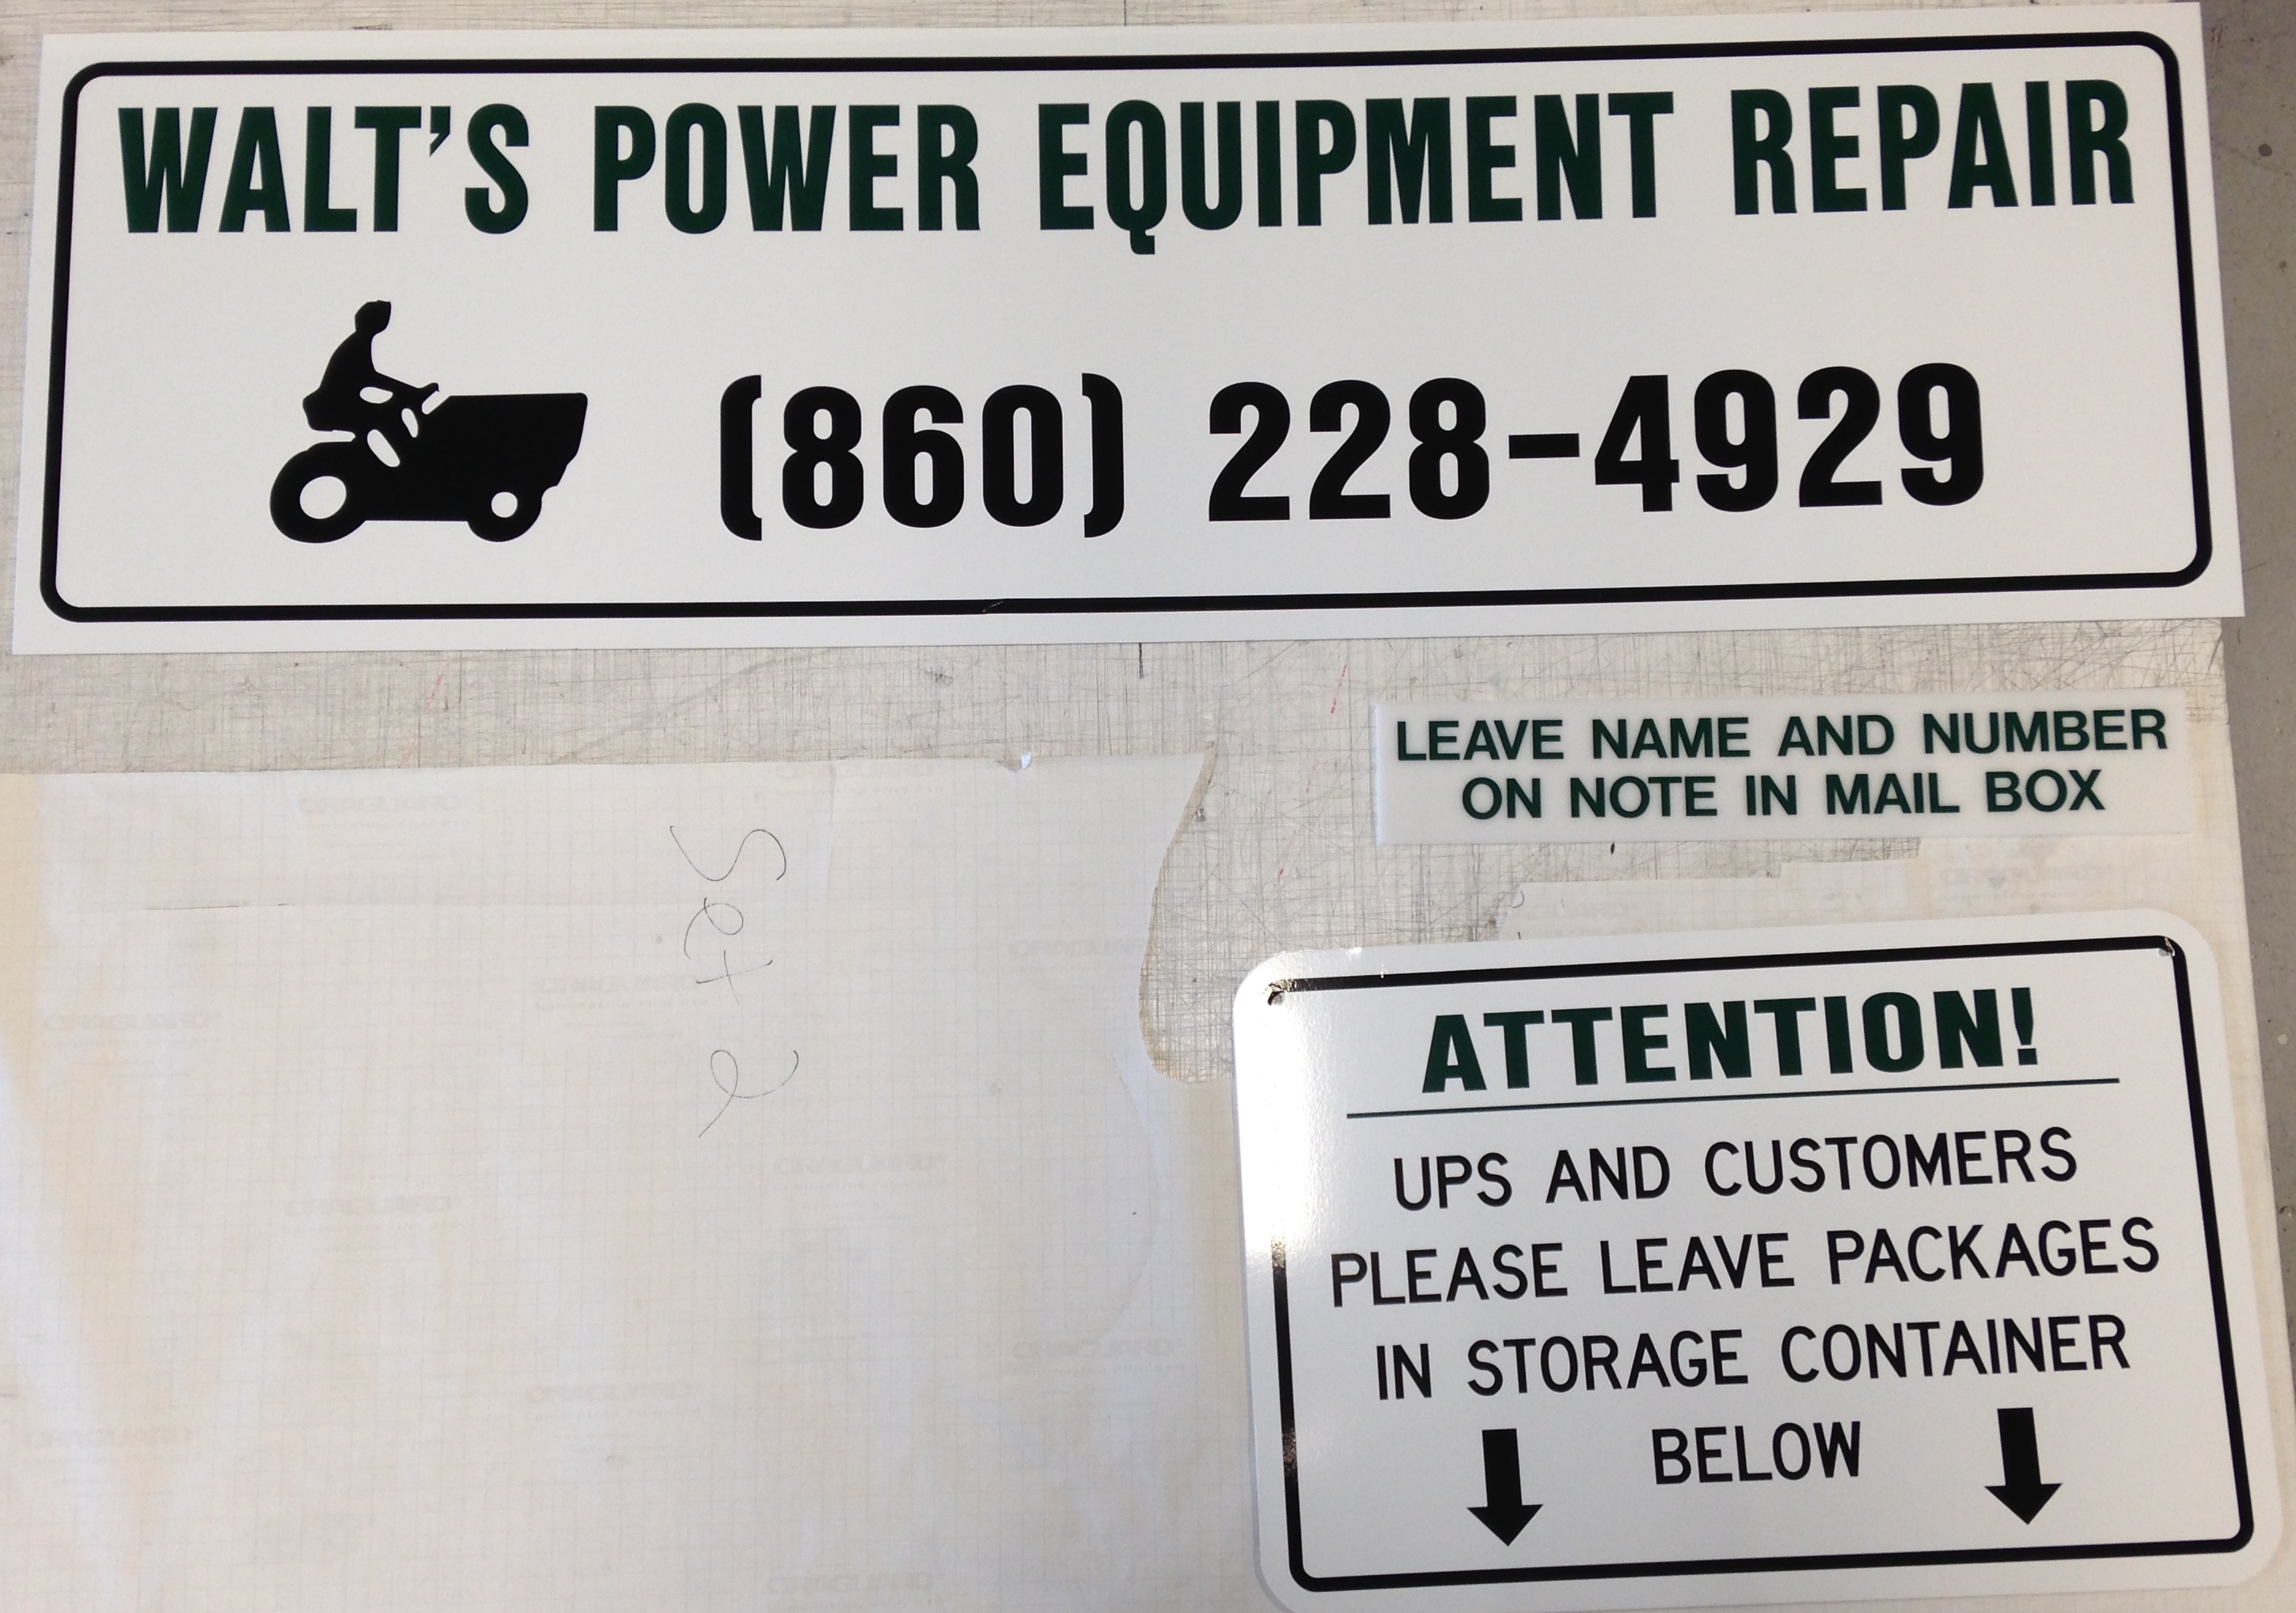 WALT'S POWER EQUIPMENT REPAIR
(860) 228-4929
LEAVE NAME AND NUMBER
ON NOTE IN MAIL BOX
Set 2
ATTENTION!
UPS AND CUSTOMERS
PLEASE LEAVE PACKAGES
IN STORAGE CONTAINER
BELOW